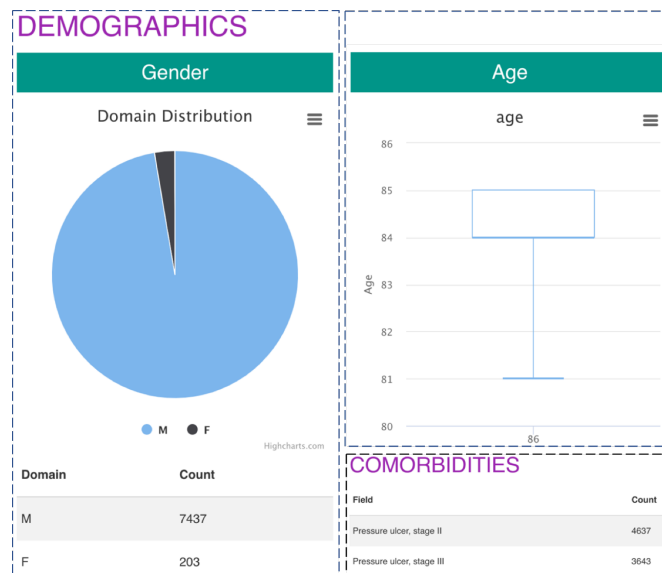 DEMOGRAPHICS
Gender
Domain Distribution
M F
Highcharts.com
Domain Count
M 7437
F 203
Age
age
86
85
84
83
82
81
80
Age
86
COMORBIDITIES
Field Count
Pressure ulcer, stage II 4637
Pressure ulcer, stage III 3643